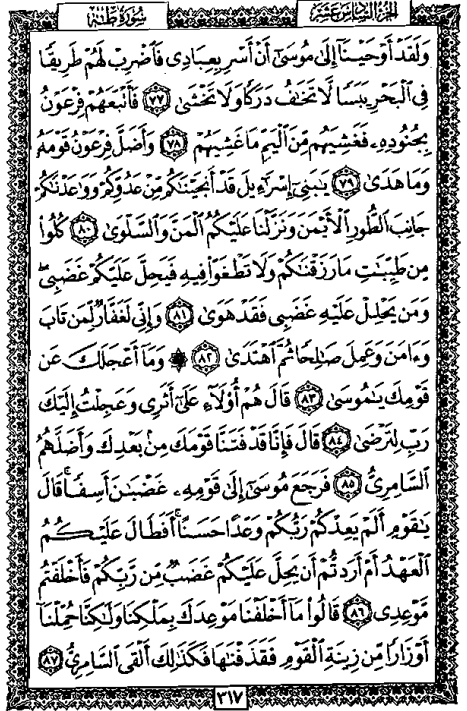 الجزء السادس عشر
سورة طه
وَلَقَدْ أَوْحَيْنَآ إِلَىٰ مُوسَىٰٓ أَنْ أَسْرِ بِعِبَادِى فَٱضْرِبْ لَهُمْ طَرِيقًا
فِى ٱلْبَحْرِ يَبَسًا لَّا تَخَٰفُ دَرَكًا وَلَا تَخْشَىٰ ٧٧ فَأَتْبَعَهُمْ فِرْعَوْنُ
بِجُنُودِهِۦ فَغَشِيَهُم مِّنَ ٱلْيَمِّ مَا غَشِيَهُمْ ٧٨ وَأَضَلَّ فِرْعَوْنُ قَوْمَهُۥ
وَمَا هَدَىٰ ٧٩ يَٰبَنِىٓ إِسْرَٰٓءِيلَ قَدْ أَنجَيْنَٰكُم مِّنْ عَدُوِّكُمْ وَوَٰعَدْنَٰكُمْ
جَانِبَ ٱلطُّورِ ٱلْأَيْمَنَ وَنَزَّلْنَا عَلَيْكُمُ ٱلْمَنَّ وَٱلسَّلْوَىٰ ٨٠ كُلُوا۟
مِن طَيِّبَٰتِ مَا رَزَقْنَٰكُمْ وَلَا تَطْغَوْا۟ فِيهِ فَيَحِلَّ عَلَيْكُمْ غَضَبِى ۖ
وَمَن يَحْلِلْ عَلَيْهِ غَضَبِى فَقَدْ هَوَىٰ ٨١ وَإِنِّى لَغَفَّارٌ لِّمَن تَابَ
وَءَامَنَ وَعَمِلَ صَٰلِحًا ثُمَّ ٱهْتَدَىٰ ٨٢ ۞ وَمَآ أَعْجَلَكَ عَن
قَوْمِكَ يَٰمُوسَىٰ ٨٣ قَالَ هُمْ أُو۟لَآءِ عَلَىٰٓ أَثَرِى وَعَجِلْتُ إِلَيْكَ
رَبِّ لِتَرْضَىٰ ٨٤ قَالَ فَإِنَّا قَدْ فَتَنَّا قَوْمَكَ مِنۢ بَعْدِكَ وَأَضَلَّهُمُ
ٱلسَّامِرِىُّ ٨٥ فَرَجَعَ مُوسَىٰٓ إِلَىٰ قَوْمِهِۦ غَضْبَٰنَ أَسِفًا ۚ قَالَ
يَٰقَوْمِ أَلَمْ يَعِدْكُمْ رَبُّكُمْ وَعْدًا حَسَنًا ۚ أَفَطَالَ عَلَيْكُمُ
ٱلْعَهْدُ أَمْ أَرَدتُّمْ أَن يَحِلَّ عَلَيْكُمْ غَضَبٌ مِّن رَّبِّكُمْ فَأَخْلَفْتُم
مَّوْعِدِى ٨٦ قَالُوا۟ مَآ أَخْلَفْنَا مَوْعِدَكَ بِمَلْكِنَا وَلَٰكِنَّا حُمِّلْنَآ
أَوْزَارًا مِّن زِينَةِ ٱلْقَوْمِ فَقَذَفْنَٰهَا فَكَذَٰلِكَ أَلْقَى ٱلسَّامِرِىُّ ٨٧
٣١٧